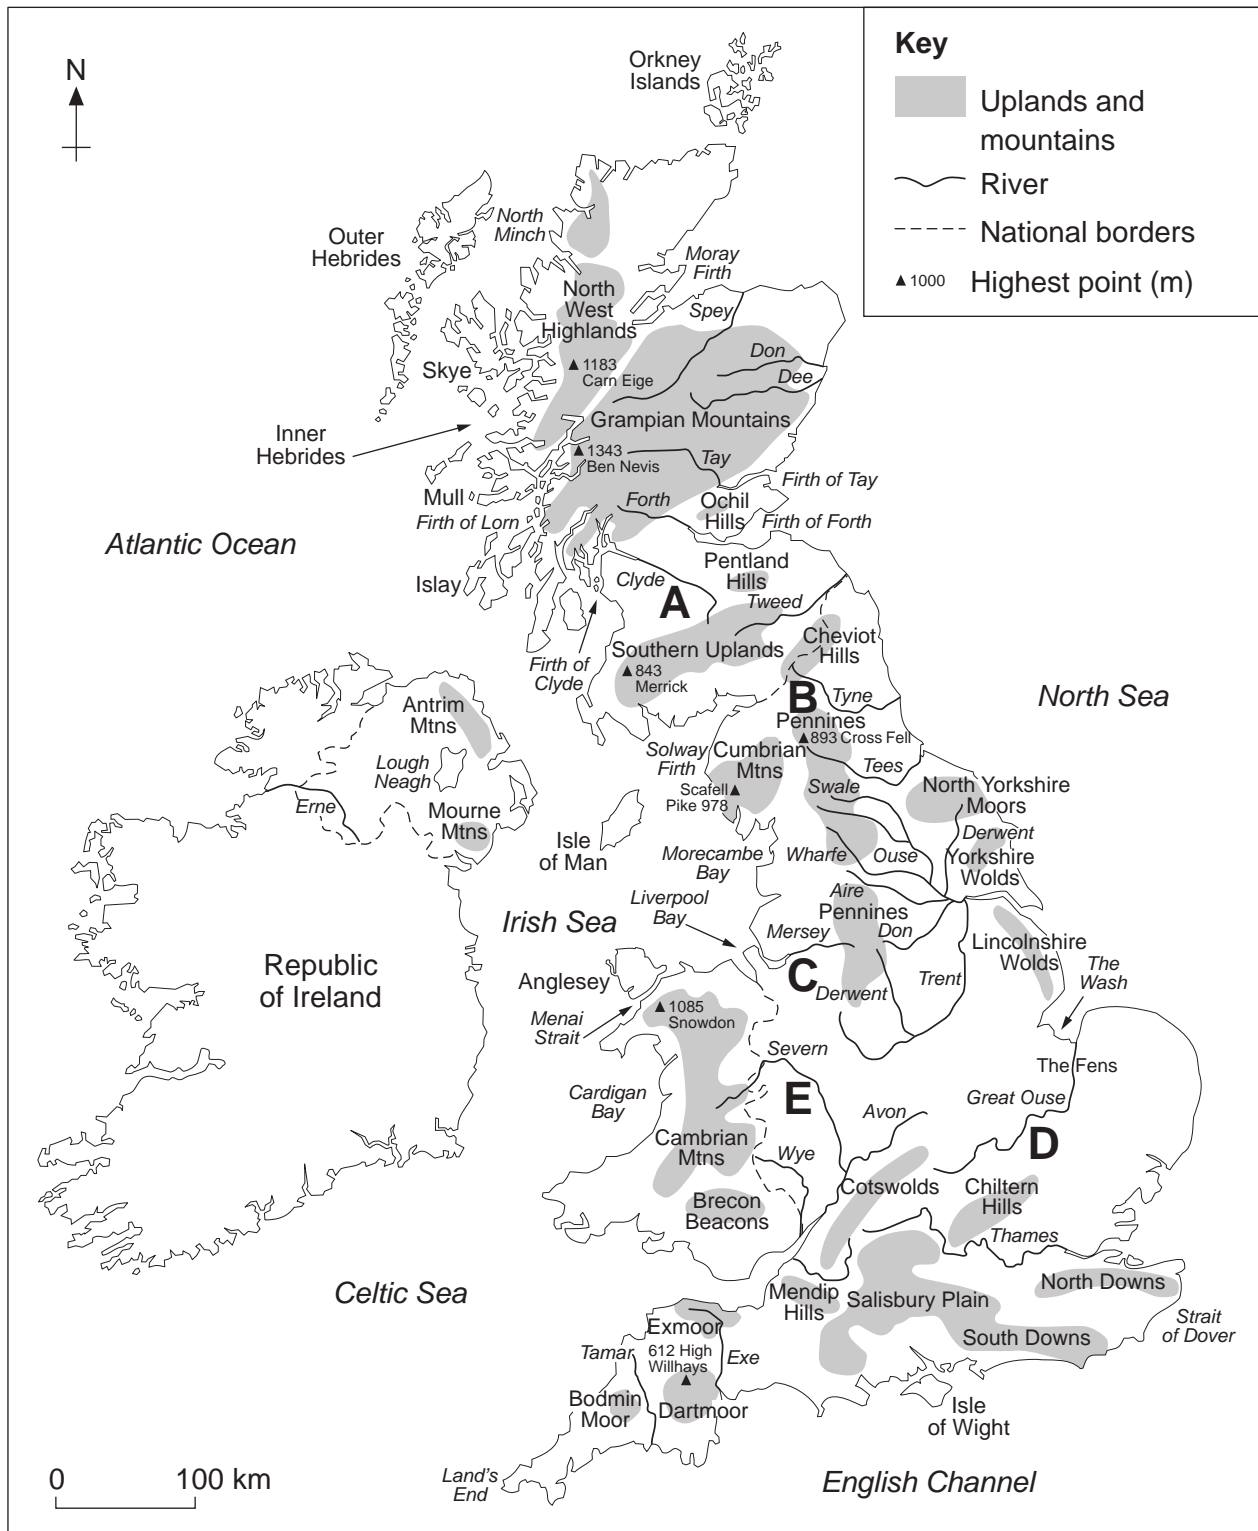 Key
Uplands and
mountains
River
National borders
1000
Highest point (m)
N
Orkney
Islands
Outer
Hebrides
North
Minch
Moray
Firth
North
West
Highlands
Spey
Skye
1183
Carn Eige
Don
Dee
Grampian Mountains
Inner
Hebrides
1343
Ben Nevis
Tay
Mull
Firth of Tay
Firth of Lorn
Forth
Ochil
Hills
Firth of Forth
Atlantic Ocean
Islay
Clyde
Pentland
Hills
A
Tweed
Cheviot
Hills
Southern Uplands
Firth of
Clyde
843
Merrick
B
Tyne
North Sea
Antrim
Mtns
Pennines
893 Cross Fell
Solway
Firth
Cumbrian
Mtns
Lough
Neagh
Tees
Scafell
Pike 978
Swale
North Yorkshire
Moors
Erne
Mourne
Mtns
Isle
of Man
Derwent
Morecambe
Bay
Wharfe
Ouse
Yorkshire
Wolds
Liverpool
Bay
Aire
Pennines
Irish Sea
Mersey
Don
Lincolnshire
Wolds
The
Wash
Republic
of Ireland
Anglesey
C
Derwent
Trent
Menai
Strait
1085
Snowdon
Severn
The Fens
Cardigan
Bay
E
Avon
Great Ouse
D
Cambrian
Mtns
Wye
Cotswolds
Chiltern
Hills
Brecon
Beacons
Thames
Celtic Sea
Mendip
Hills
Salisbury Plain
North Downs
Strait
of Dover
South Downs
Exmoor
Tamar
612 High
Willhays
Exe
Bodmin
Moor
Dartmoor
Isle
of Wight
Land's
End
English Channel
0
100 km